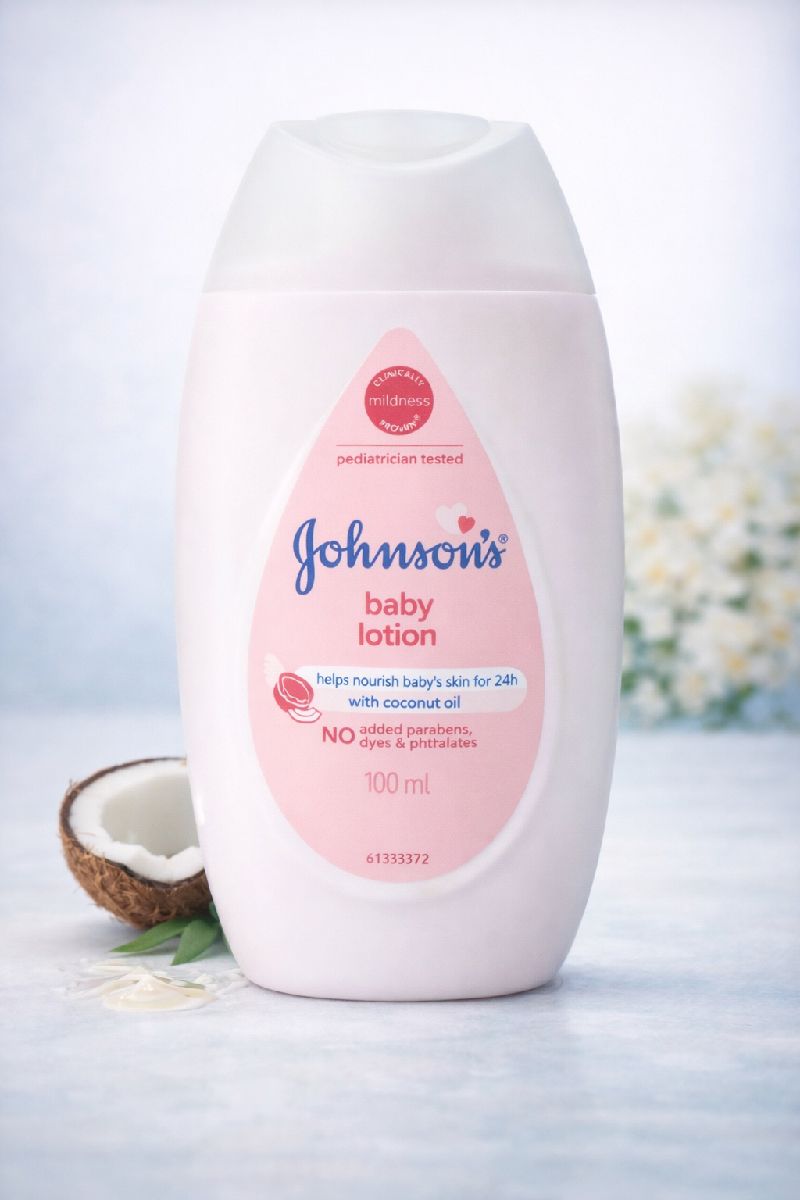 CLINICALLY
mildness
PROVEN®
pediatrician tested
Johnson's®
baby
lotion
helps nourish baby's skin for 24h
with coconut oil
NO added parabens,
dyes & phthalates
100 ml
61333372